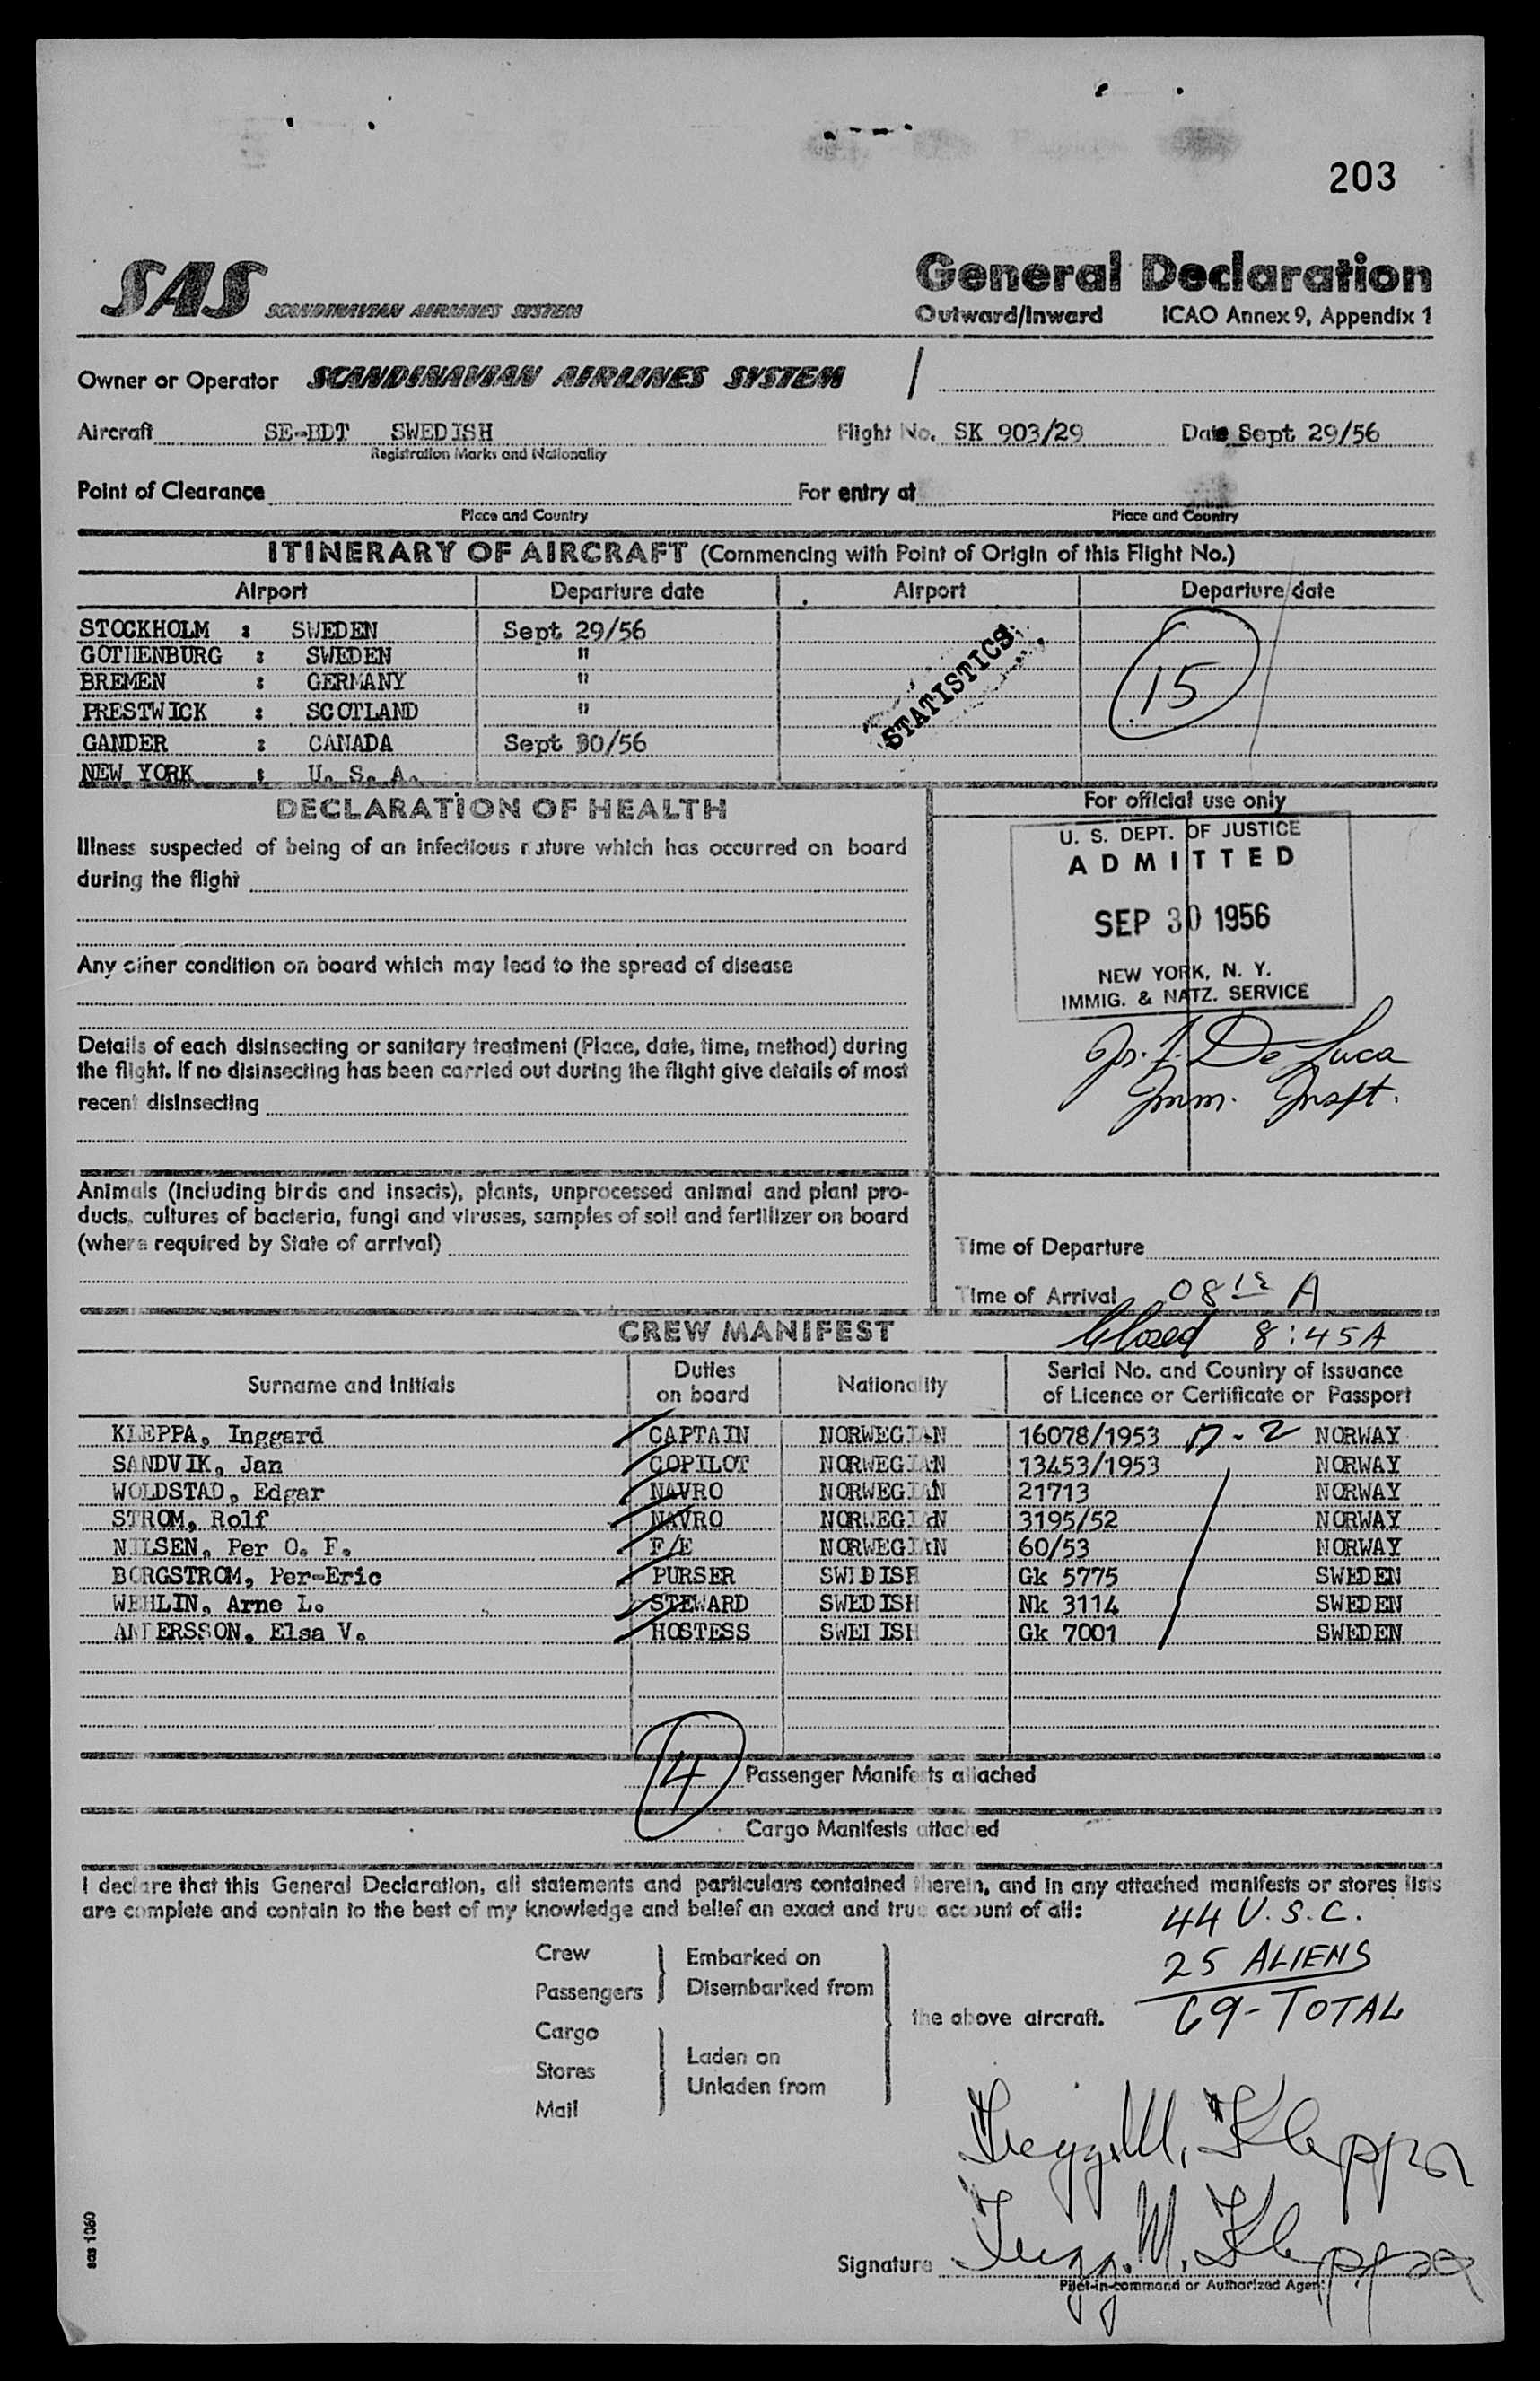 203
SAS SCANDINAVIAN AIRLINES SYSTEM
General Declaration
Outward/Inward ICAO Annex 9, Appendix 1
Owner or Operator SCANDINAVIAN AIRLINES SYSTEM /
Aircraft SE-BDT SWEDISH Flight No. SK 903/29 Date Sept 29/56
Registration Marks and Nationality
Point of Clearance For entry at
Place and Country Place and Country
ITINERARY OF AIRCRAFT (Commencing with Point of Origin of this Flight No.)
Airport Departure date Airport Departure date
STOCKHOLM : SWEDEN Sept 29/56
GOTHENBURG : SWEDEN "
BREMEN : GERMANY "
PRESTWICK : SCOTLAND "
GANDER : CANADA Sept 30/56
NEW YORK : U. S. A.
STATISTICS
15
DECLARATION OF HEALTH
Illness suspected of being of an infectious nature which has occurred on board
during the flight
Any other condition on board which may lead to the spread of disease
Details of each disinsecting or sanitary treatment (Place, date, time, method) during
the flight. If no disinsecting has been carried out during the flight give details of most
recent disinsecting
Animals (including birds and insects), plants, unprocessed animal and plant pro-
ducts, cultures of bacteria, fungi and viruses, samples of soil and fertilizer on board
(where required by State of arrival)
For official use only
U. S. DEPT. OF JUSTICE
ADMITTED
SEP 30 1956
NEW YORK, N. Y.
IMMIG. & NATZ. SERVICE
De Luca
Imm. Inspt.
Time of Departure
Time of Arrival 08 A
Closed 8:45A
CREW MANIFEST
Surname and Initials Duties on board Nationality Serial No. and Country of Issuance of Licence or Certificate or Passport
KLEPPA, Inggard CAPTAIN NORWEGIAN 16078/1953 D-2 NORWAY
SANDVIK, Jan COPILOT NORWEGIAN 13453/1953 NORWAY
WOLDSTAD, Edgar NAVRO NORWEGIAN 21713 NORWAY
STROM, Rolf NAVRO NORWEGIAN 3195/52 NORWAY
NILSEN, Per O. F. F/E NORWEGIAN 60/53 NORWAY
BORGSTROM, Per-Eric PURSER SWEDISH Gk 5775 SWEDEN
WEHLIN, Arne L. STEWARD SWEDISH Nk 3114 SWEDEN
ANDERSSON, Elsa V. HOSTESS SWEDISH Gk 7001 SWEDEN
4 Passenger Manifests attached
Cargo Manifests attached
I declare that this General Declaration, all statements and particulars contained therein, and in any attached manifests or stores lists
are complete and contain to the best of my knowledge and belief an exact and true account of all:
44 U.S.C.
25 ALIENS
69-TOTAL
Crew
Passengers
Embarked on
Disembarked from
Cargo
Stores
Mail
Laden on
Unladen from
the above aircraft.
Ingg. M. Kleppa
Signature Ingg. M. Kleppa
Pilot-in-command or Authorized Agent
sas 1080